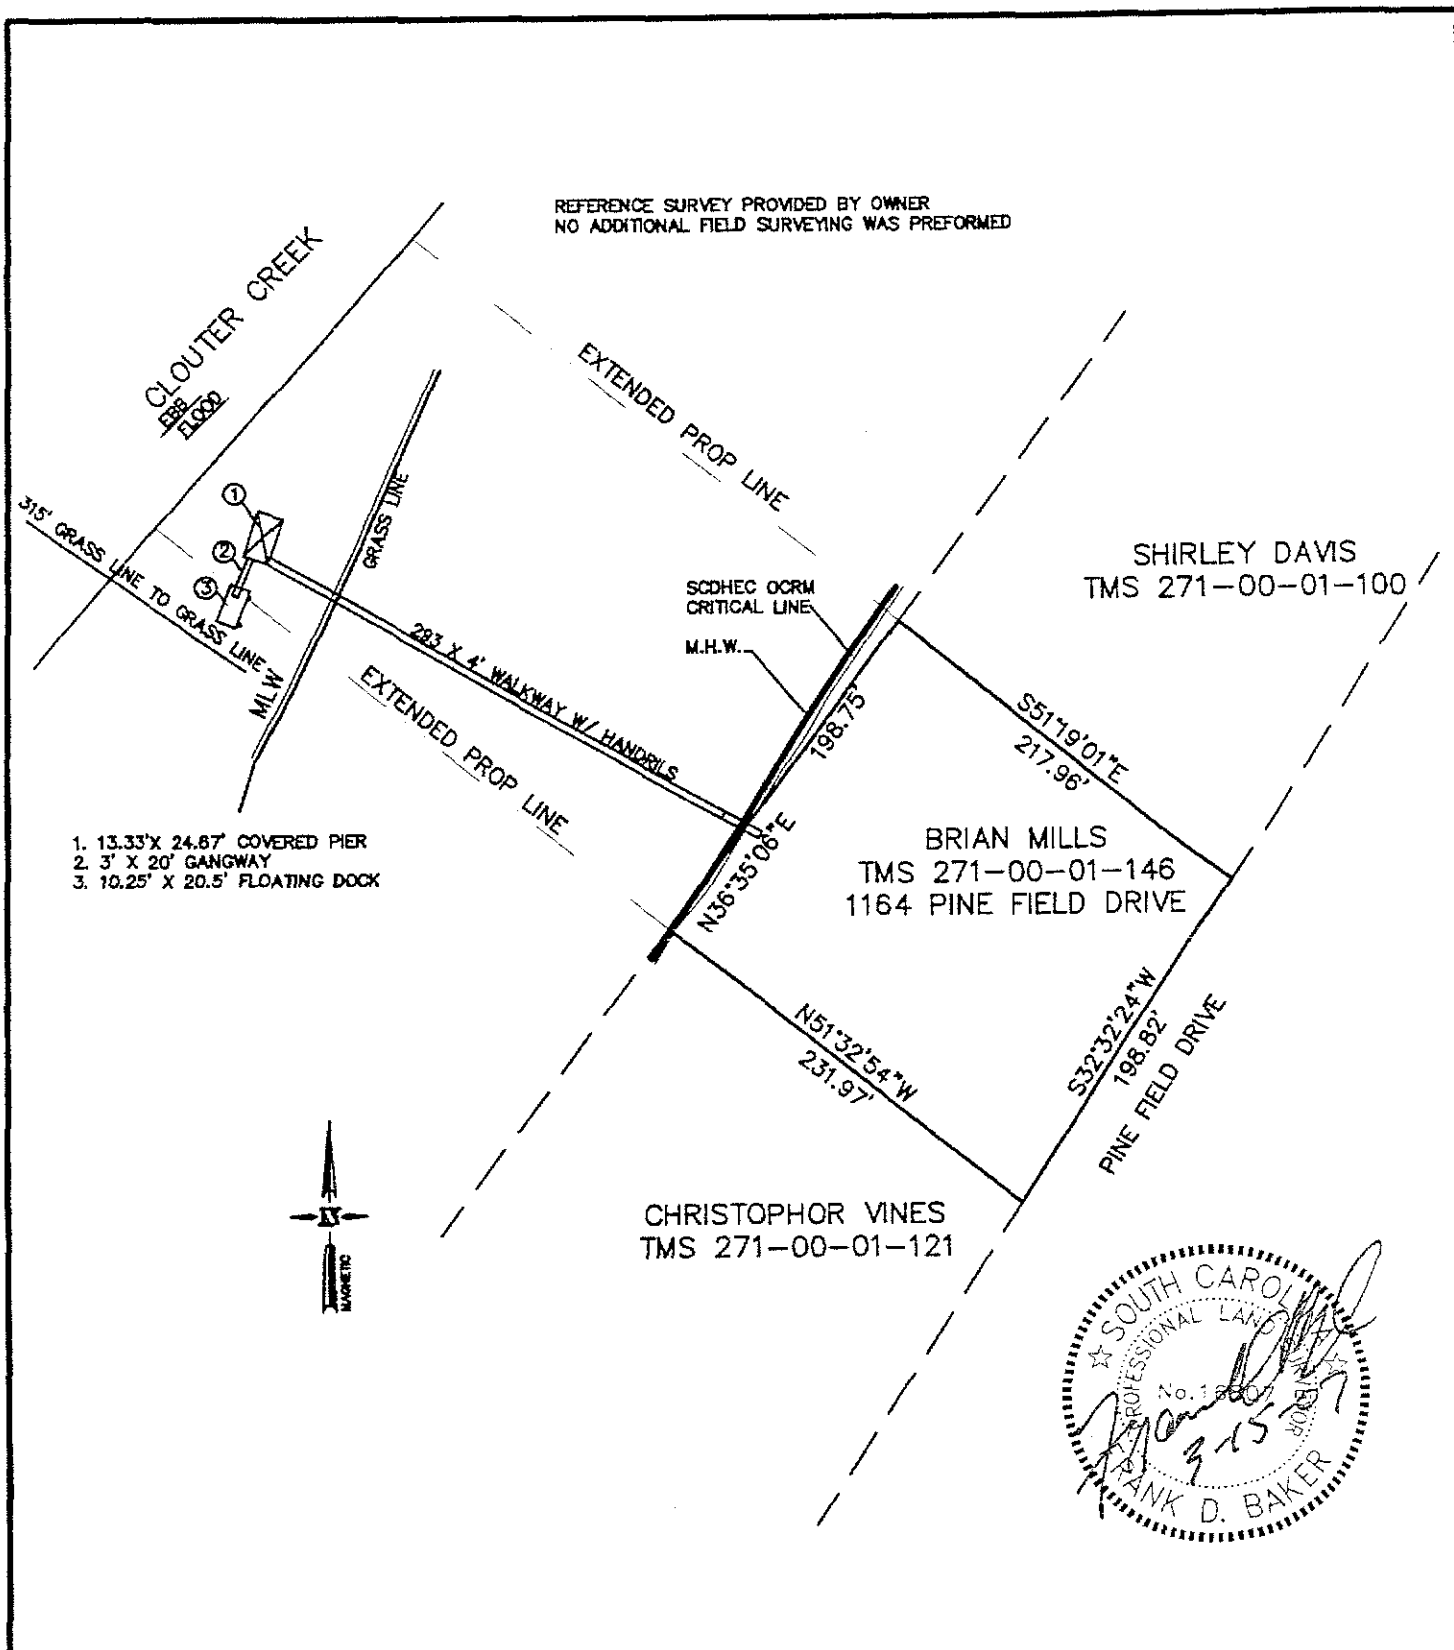 REFERENCE SURVEY PROVIDED BY OWNER
NO ADDITIONAL FIELD SURVEYING WAS PREFORMED
CLOUTER CREEK
EBB
FLOOD
EXTENDED PROP LINE
GRASS LINE
1
2
3
315' GRASS LINE TO GRASS LINE
MLW
293 X 4' WALKWAY W/ HANDRILS
EXTENDED PROP LINE
SCDHEC OCRM
CRITICAL LINE
M.H.W.
SHIRLEY DAVIS
TMS 271-00-01-100
198.75'
N36°35'06"E
S51°19'01"E
217.96'
1. 13.33'X 24.67' COVERED PIER
2. 3' X 20' GANGWAY
3. 10.25' X 20.5' FLOATING DOCK
BRIAN MILLS
TMS 271-00-01-146
1164 PINE FIELD DRIVE
N51°32'54"W
231.97'
S32°32'24"W
198.82'
PINE FIELD DRIVE
N
MAGNETIC
CHRISTOPHOR VINES
TMS 271-00-01-121
SOUTH CAROLINA
PROFESSIONAL LAND SURVEYOR
FRANK D. BAKER